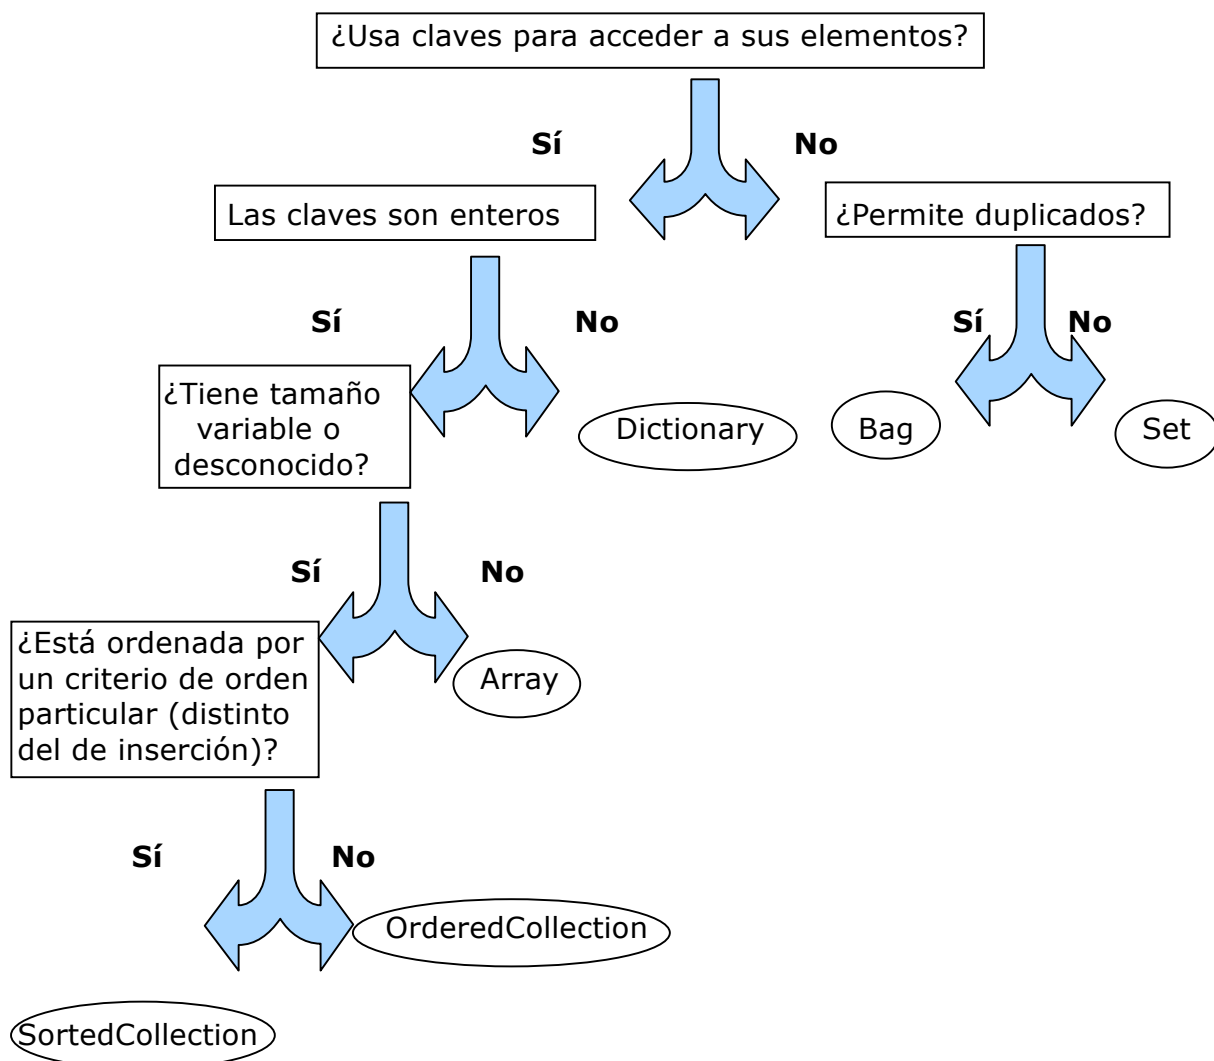 ¿Usa claves para acceder a sus elementos?
Sí
No
Las claves son enteros
¿Permite duplicados?
Sí
No
Sí
No
¿Tiene tamaño
variable o
desconocido?
Dictionary
Bag
Set
Sí
No
¿Está ordenada por
un criterio de orden
particular (distinto
del de inserción)?
Array
Sí
No
OrderedCollection
SortedCollection